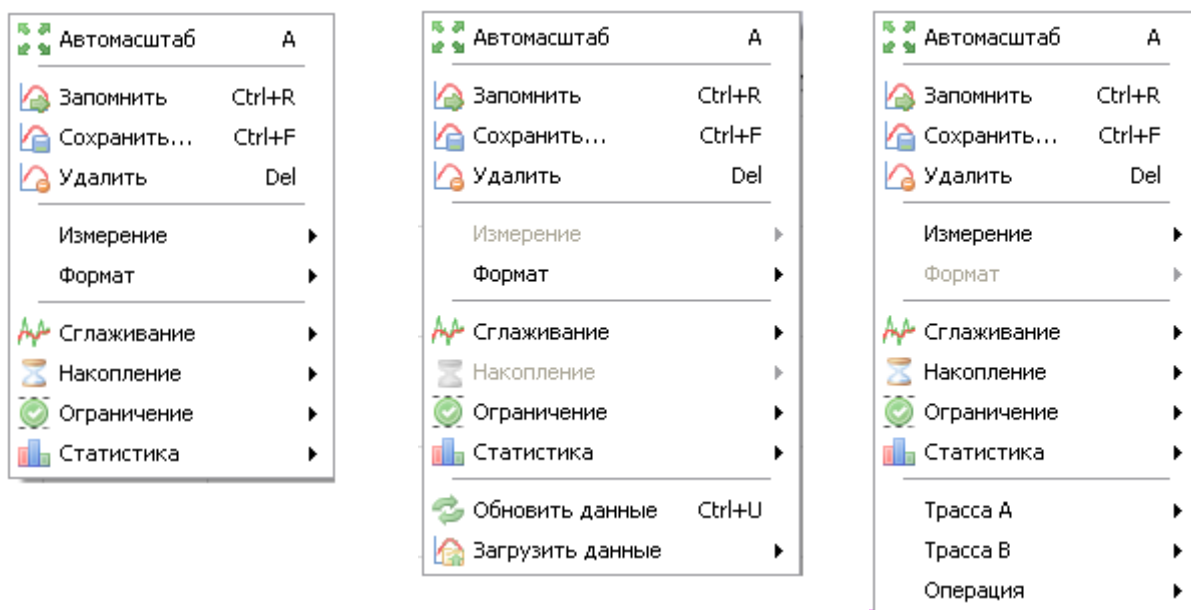 Автомасштаб A
Запомнить Ctrl+R
Сохранить... Ctrl+F
Удалить Del
Измерение
Формат
Сглаживание
Накопление
Ограничение
Статистика
Автомасштаб A
Запомнить Ctrl+R
Сохранить... Ctrl+F
Удалить Del
Измерение
Формат
Сглаживание
Накопление
Ограничение
Статистика
Обновить данные Ctrl+U
Загрузить данные
Автомасштаб A
Запомнить Ctrl+R
Сохранить... Ctrl+F
Удалить Del
Измерение
Формат
Сглаживание
Накопление
Ограничение
Статистика
Трасса A
Трасса B
Операция